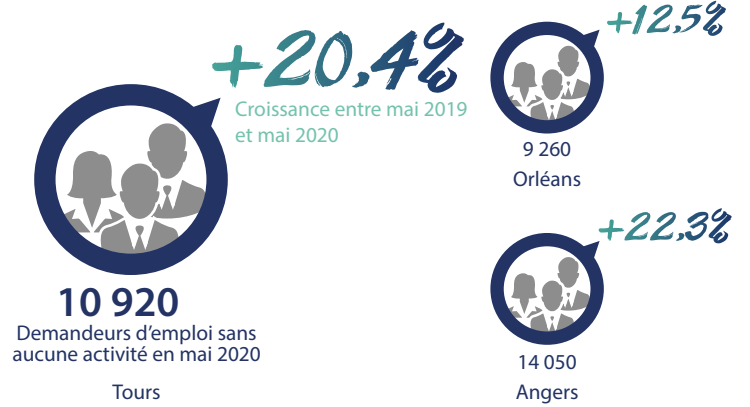 +20,4%
Croissance entre mai 2019
et mai 2020
10 920
Demandeurs d'emploi sans
aucune activité en mai 2020
Tours
+12,5%
9 260
Orléans
+22,3%
14 050
Angers